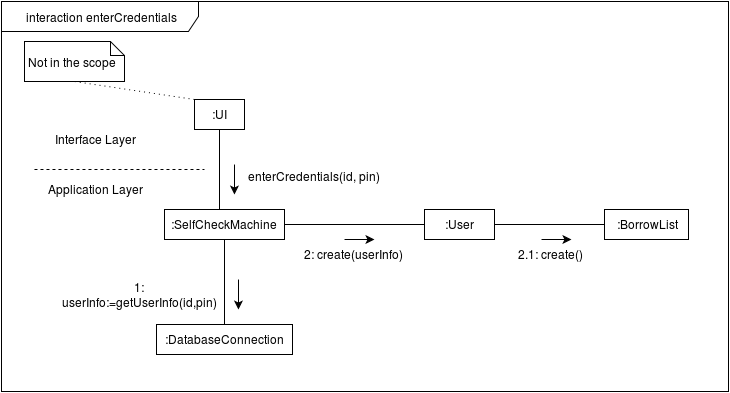 interaction enterCredentials
Not in the scope
:UI
Interface Layer
enterCredentials(id, pin)
Application Layer
:SelfCheckMachine
:User
:BorrowList
2: create(userInfo)
2.1: create()
1:
userInfo:=getUserInfo(id,pin)
:DatabaseConnection